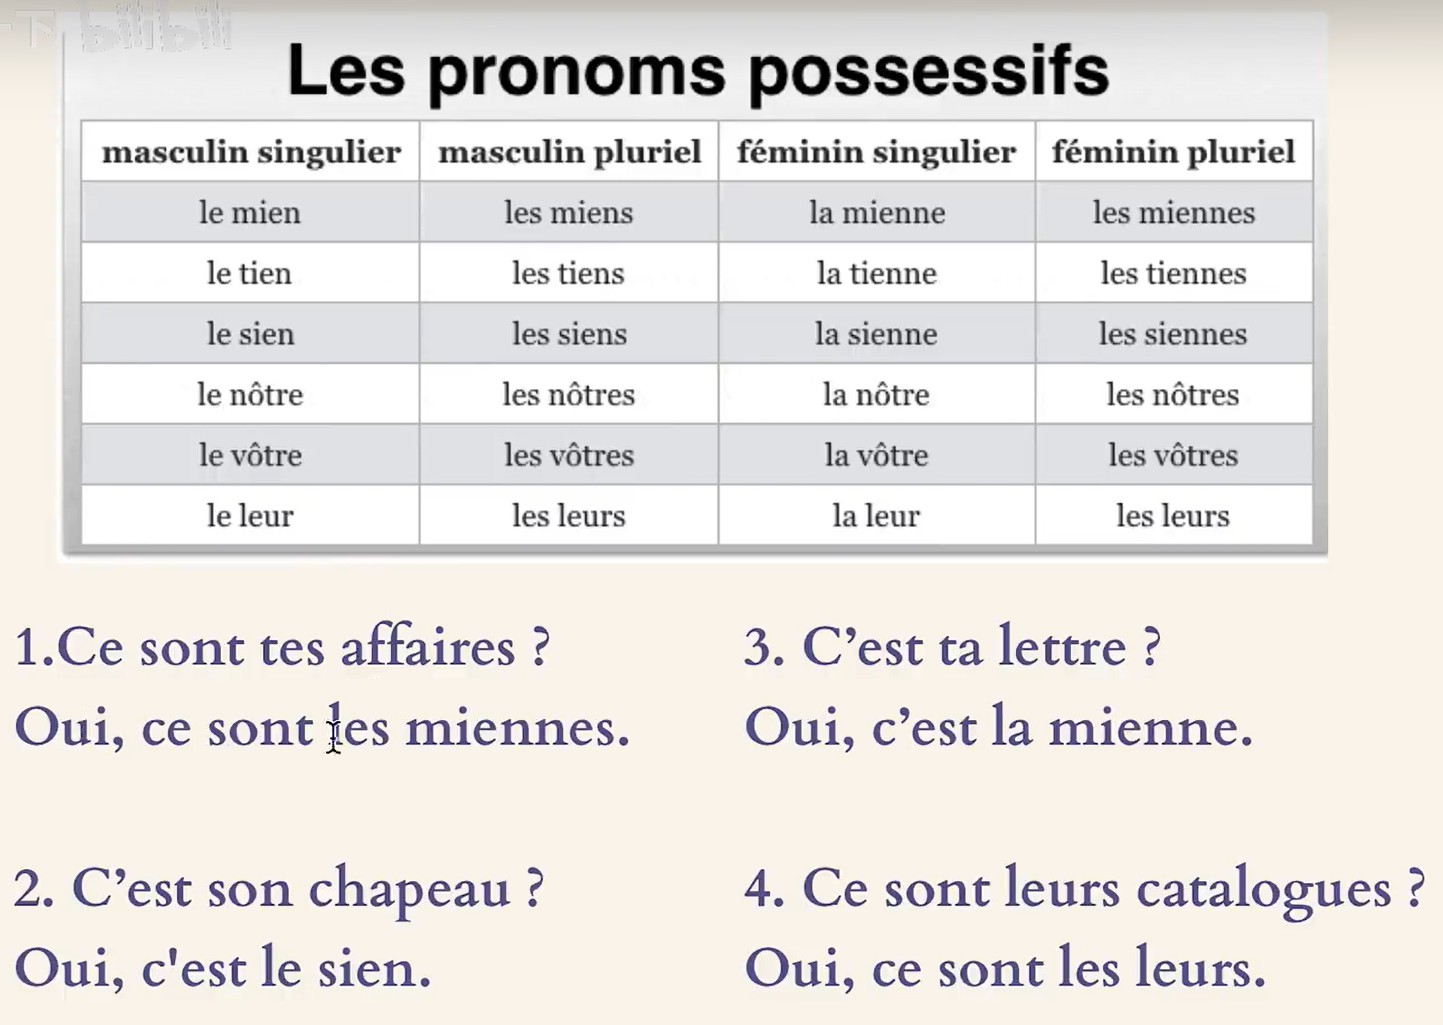 bilibili
Les pronoms possessifs
masculin singulier masculin pluriel féminin singulier féminin pluriel
le mien les miens la mienne les miennes
le tien les tiens la tienne les tiennes
le sien les siens la sienne les siennes
le nôtre les nôtres la nôtre les nôtres
le vôtre les vôtres la vôtre les vôtres
le leur les leurs la leur les leurs
1.Ce sont tes affaires ?
Oui, ce sont les miennes.
2. C’est son chapeau ?
Oui, c'est le sien.
3. C’est ta lettre ?
Oui, c’est la mienne.
4. Ce sont leurs catalogues ?
Oui, ce sont les leurs.